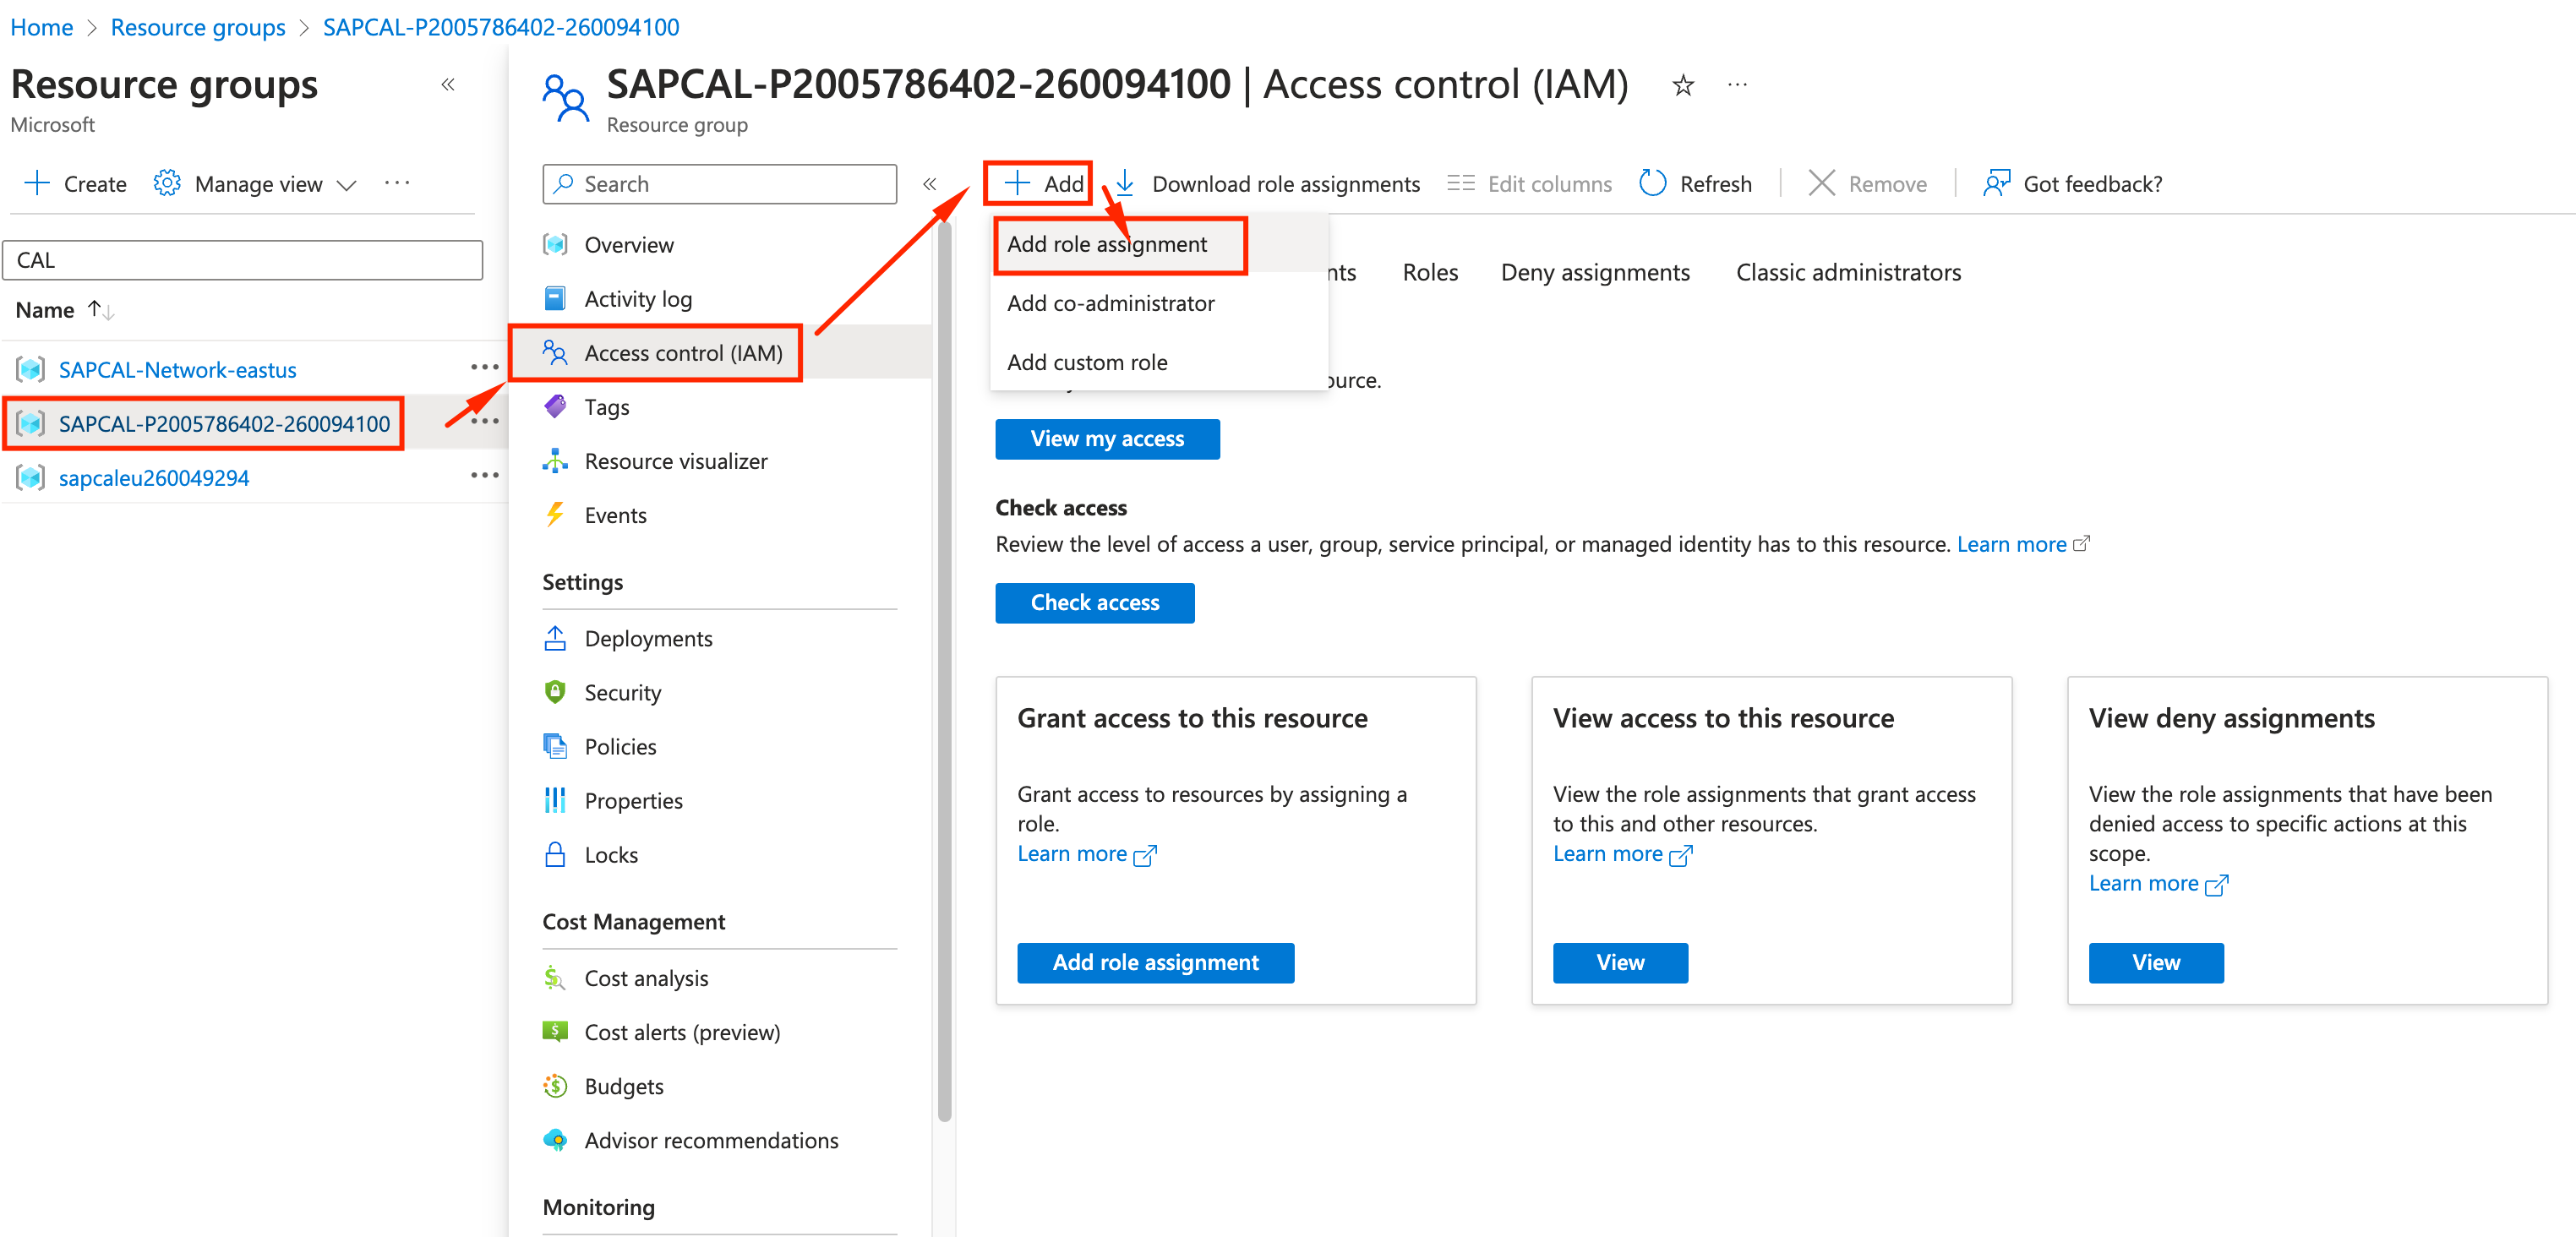 Home > Resource groups > SAPCAL-P2005786402-260094100
Resource groups «
Microsoft
+ Create Manage view ...
CAL
Name ↑↓
SAPCAL-Network-eastus ...
SAPCAL-P2005786402-260094100 ...
sapcaleu260049294 ...
SAPCAL-P2005786402-260094100 | Access control (IAM) ☆ ...
Resource group
Search «
Overview
Activity log
Access control (IAM)
Tags
Resource visualizer
Events
Settings
Deployments
Security
Policies
Properties
Locks
Cost Management
Cost analysis
Cost alerts (preview)
Budgets
Advisor recommendations
Monitoring
+ Add Download role assignments Edit columns Refresh Remove Got feedback?
Add role assignment
Add co-administrator
Add custom role
Roles Deny assignments Classic administrators
View my access
Check access
Review the level of access a user, group, service principal, or managed identity has to this resource. Learn more
Check access
Grant access to this resource
Grant access to resources by assigning a
role.
Learn more
Add role assignment
View access to this resource
View the role assignments that grant access
to this and other resources.
Learn more
View
View deny assignments
View the role assignments that have been
denied access to specific actions at this
scope.
Learn more
View